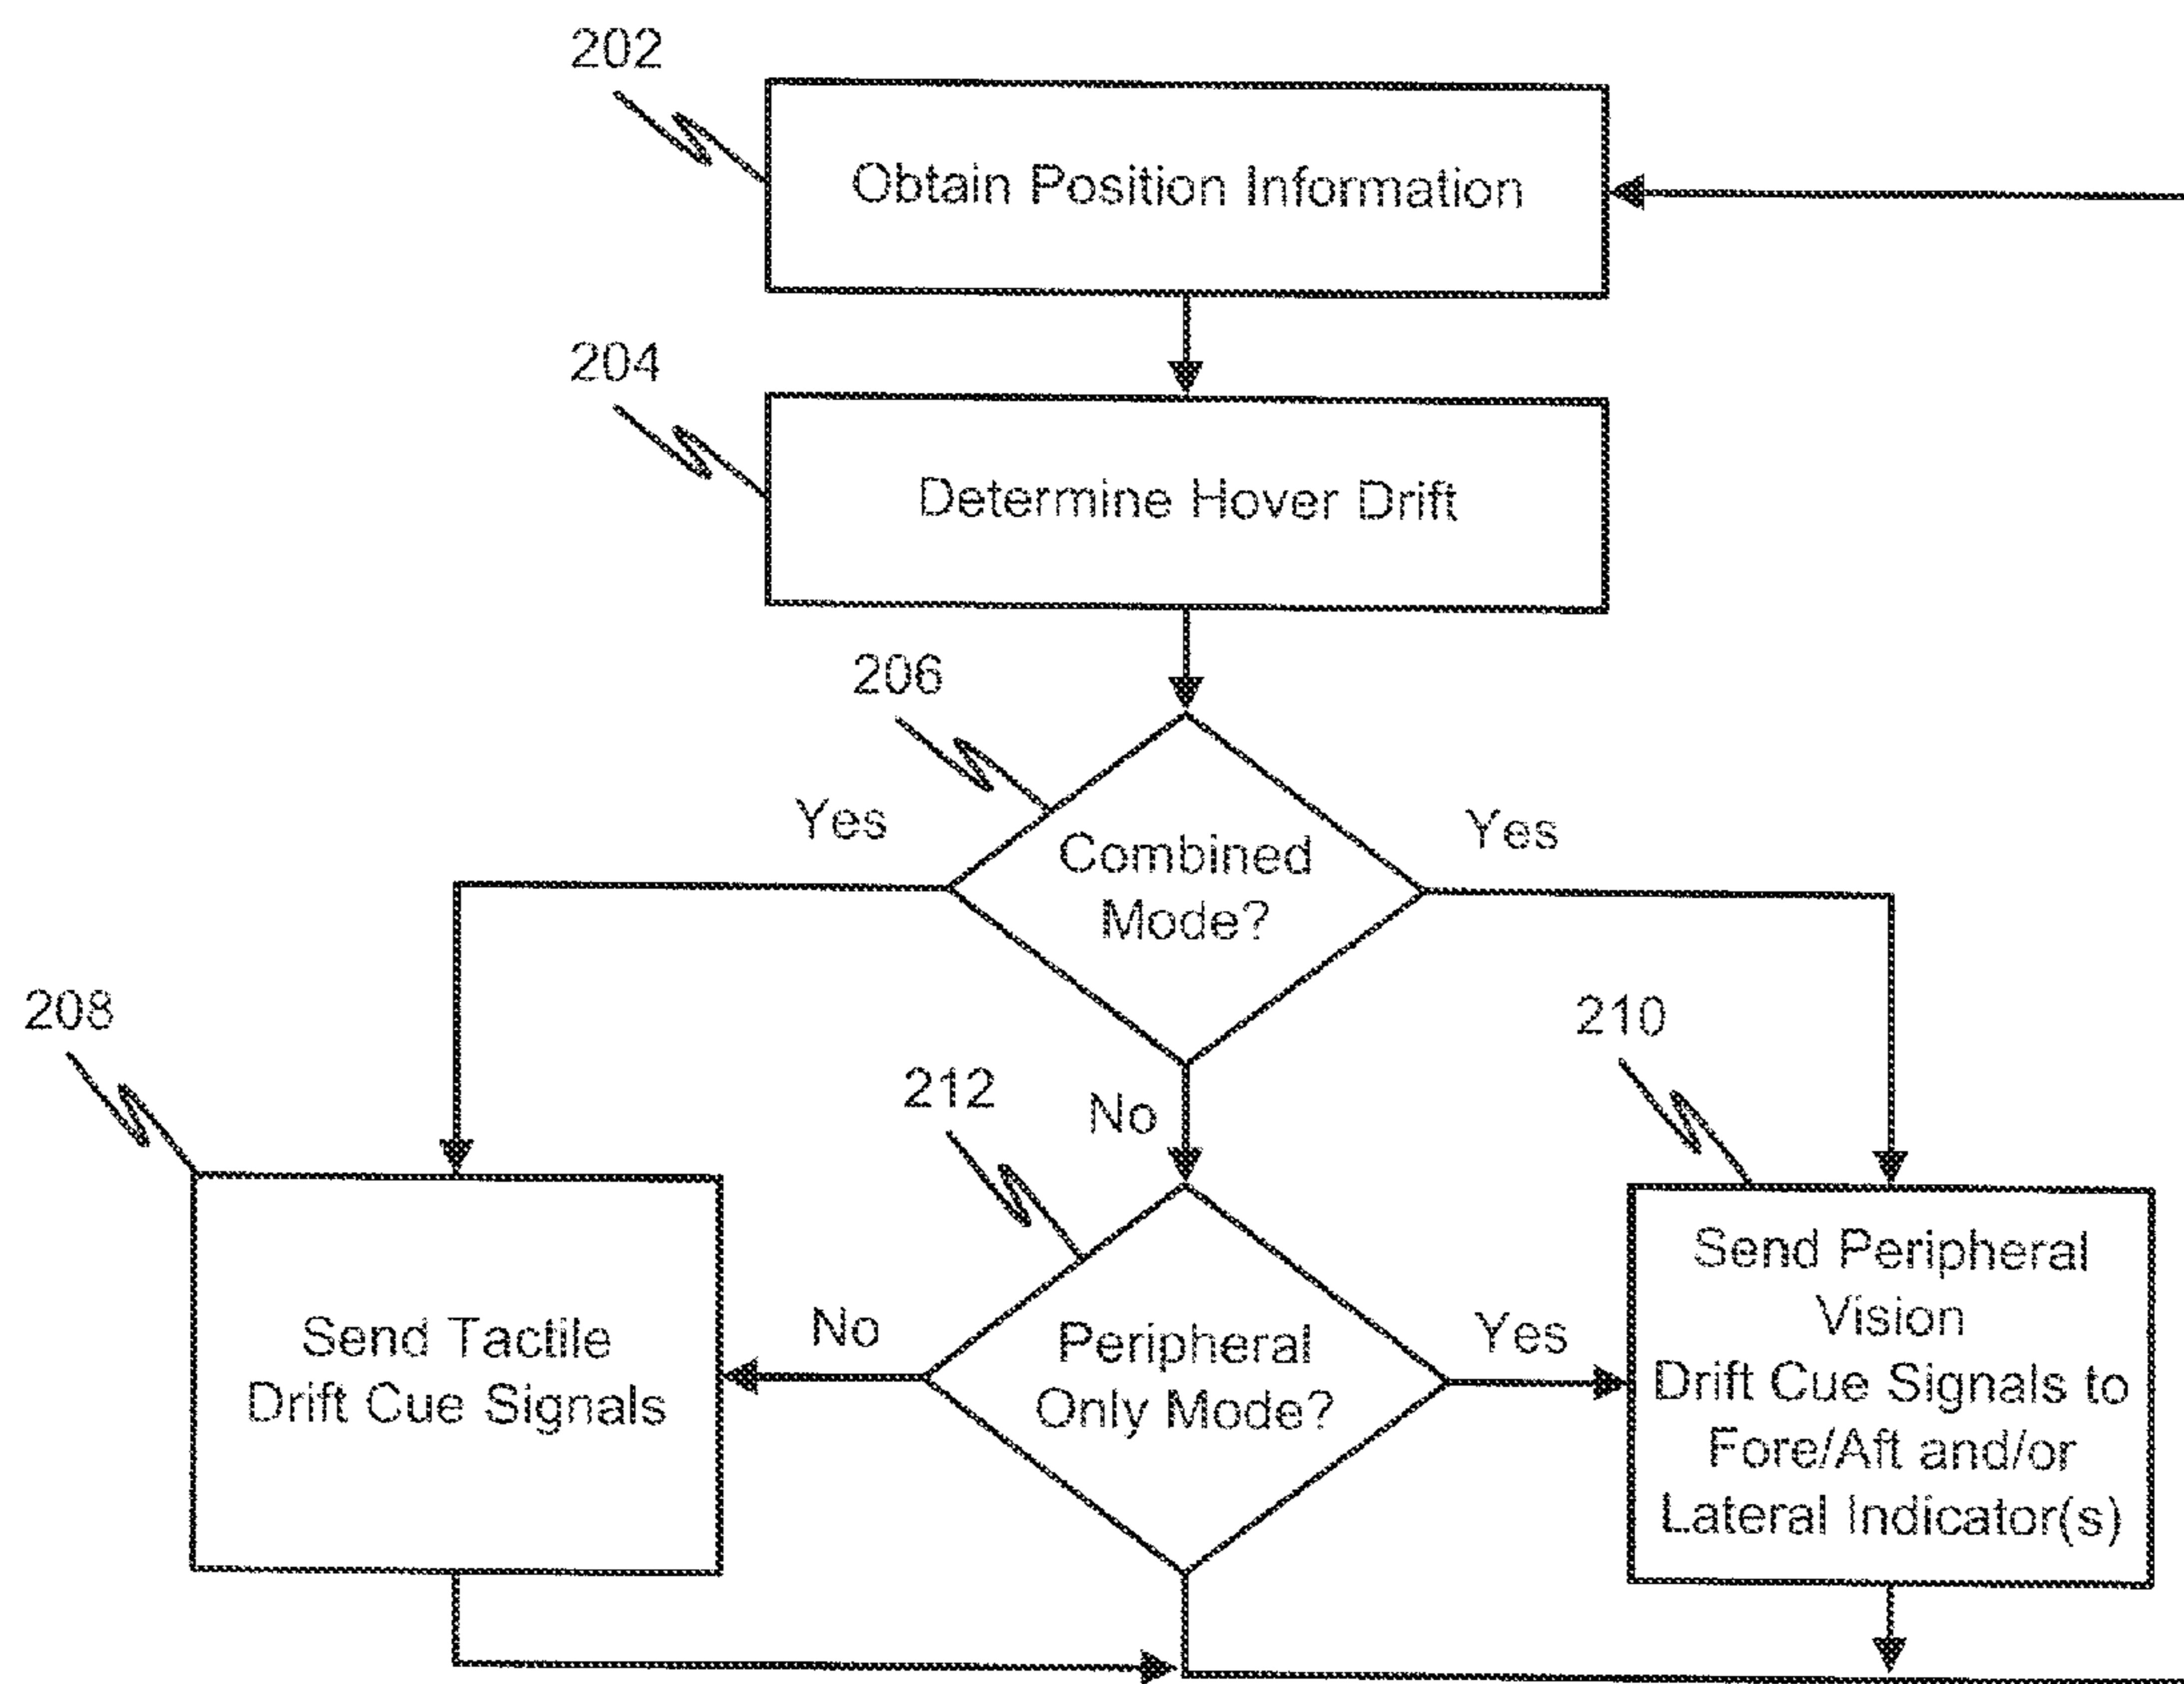 202
Obtain Position Information
204
Determine Hover Drift
206
Yes
Yes
Combined
Mode?
208
210
212
No
Send Tactile
Drift Cue Signals
No
Peripheral
Only Mode?
Yes
Send Peripheral
Vision
Drift Cue Signals to
Fore/Aft and/or
Lateral Indicator(s)